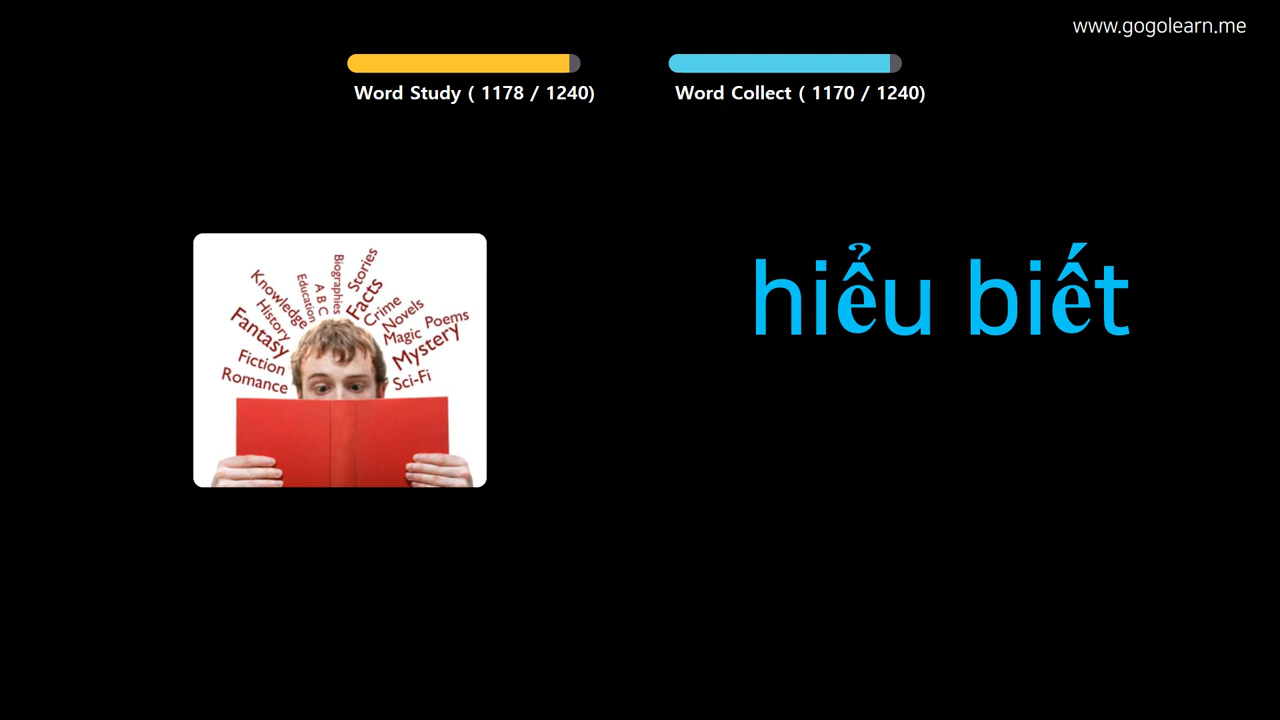 www.gogolearn.me
Word Study ( 1178 / 1240)
Word Collect ( 1170 / 1240)
Knowledge
History
Fantasy
Fiction
Romance
Education
A B C
Biographies
Stories
Facts
Crime
Novels
Magic
Poems
Mystery
Sci-Fi
hiểu biết